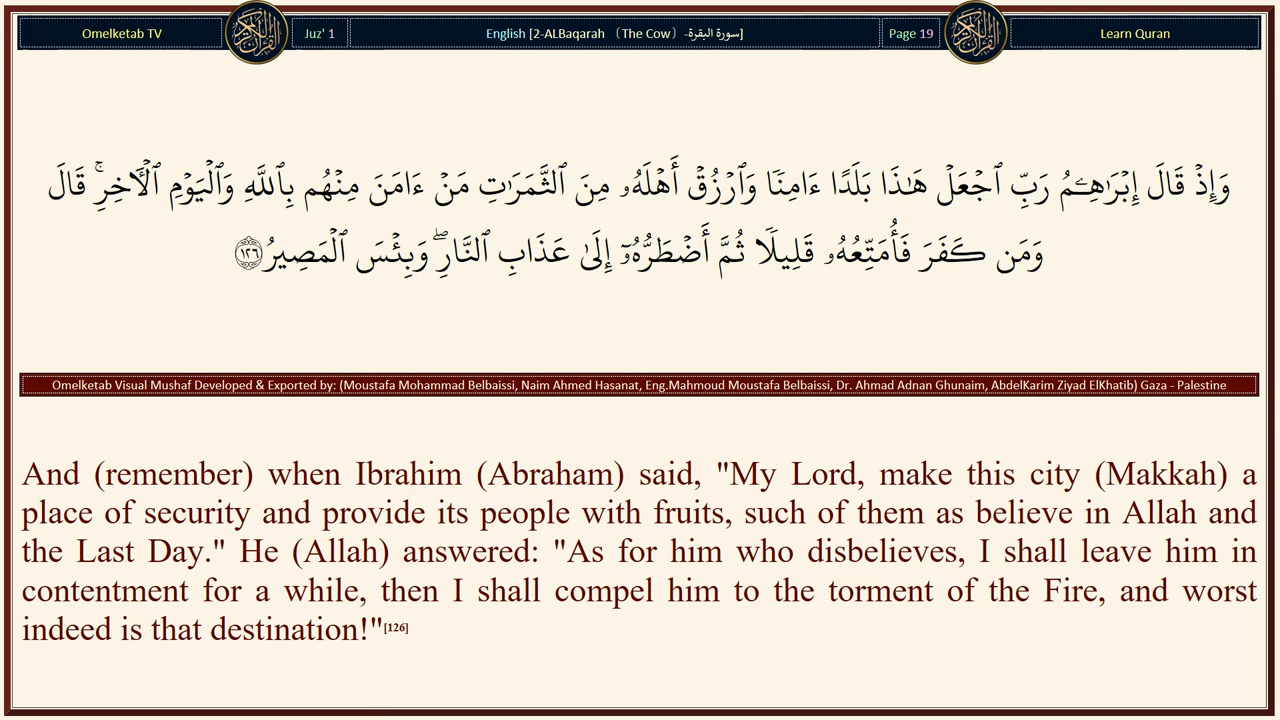 Omelketab TV
Juz' 1
English [2-ALBaqarah （The Cow） -سورة البقرة]
Page 19
Learn Quran
وَإِذۡ قَالَ إِبۡرَٰهِـۧمُ رَبِّ ٱجۡعَلۡ هَٰذَا بَلَدًا ءَامِنٗا وَٱرۡزُقۡ أَهۡلَهُۥ مِنَ ٱلثَّمَرَٰتِ مَنۡ ءَامَنَ مِنۡهُم بِٱللَّهِ وَٱلۡيَوۡمِ ٱلۡأٓخِرِۚ قَالَ
وَمَن كَفَرَ فَأُمَتِّعُهُۥ قَلِيلٗا ثُمَّ أَضۡطَرُّهُۥٓ إِلَىٰ عَذَابِ ٱلنَّارِۖ وَبِئۡسَ ٱلۡمَصِيرُ ١٢٦
Omelketab Visual Mushaf Developed & Exported by: (Moustafa Mohammad Belbaissi, Naim Ahmed Hasanat, Eng.Mahmoud Moustafa Belbaissi, Dr. Ahmad Adnan Ghunaim, AbdelKarim Ziyad ElKhatib) Gaza - Palestine
And (remember) when Ibrahim (Abraham) said, "My Lord, make this city (Makkah) a
place of security and provide its people with fruits, such of them as believe in Allah and
the Last Day." He (Allah) answered: "As for him who disbelieves, I shall leave him in
contentment for a while, then I shall compel him to the torment of the Fire, and worst
indeed is that destination!"[126]